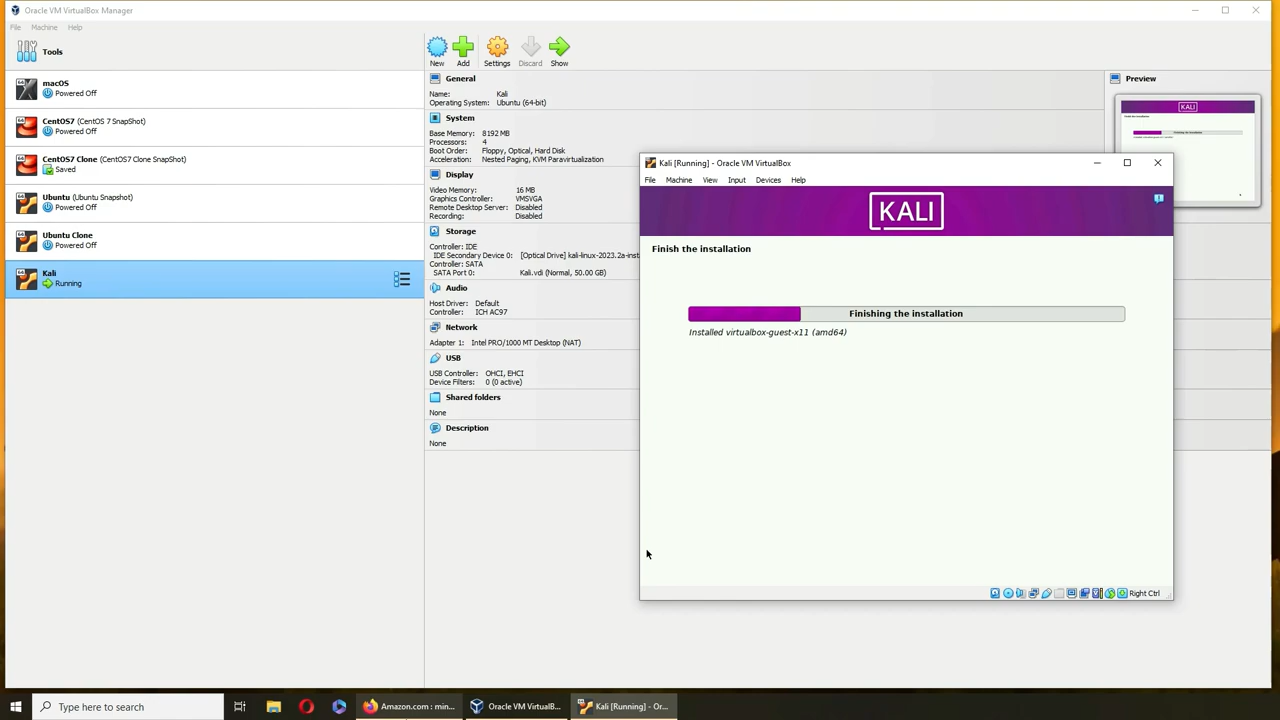 Oracle VM VirtualBox Manager
File Machine Help
Tools
macOS
Powered Off
CentOS7 (CentOS 7 SnapShot)
Powered Off
CentOS7 Clone (CentOS7 Clone SnapShot)
Saved
Ubuntu (Ubuntu Snapshot)
Powered Off
Ubuntu Clone
Powered Off
Kali
Running
New Add Settings Discard Show
General
Name: Kali
Operating System: Ubuntu (64-bit)
System
Base Memory: 8192 MB
Processors: 4
Boot Order: Floppy, Optical, Hard Disk
Acceleration: Nested Paging, KVM Paravirtualization
Display
Video Memory: 16 MB
Graphics Controller: VMSVGA
Remote Desktop Server: Disabled
Recording: Disabled
Storage
Controller: IDE
IDE Secondary Device 0: [Optical Drive] kali-linux-2023.2a-inst
Controller: SATA
SATA Port 0: Kali.vdi (Normal, 50.00 GB)
Audio
Host Driver: Default
Controller: ICH AC97
Network
Adapter 1: Intel PRO/1000 MT Desktop (NAT)
USB
USB Controller: OHCI, EHCI
Device Filters: 0 (0 active)
Shared folders
None
Description
None
Preview
KALI
Kali [Running] - Oracle VM VirtualBox
File Machine View Input Devices Help
KALI
Finish the installation
Finishing the installation
Installed virtualbox-guest-x11 (amd64)
Right Ctrl
Type here to search
Amazon.com : min...
Oracle VM VirtualB...
Kali [Running] - Or...